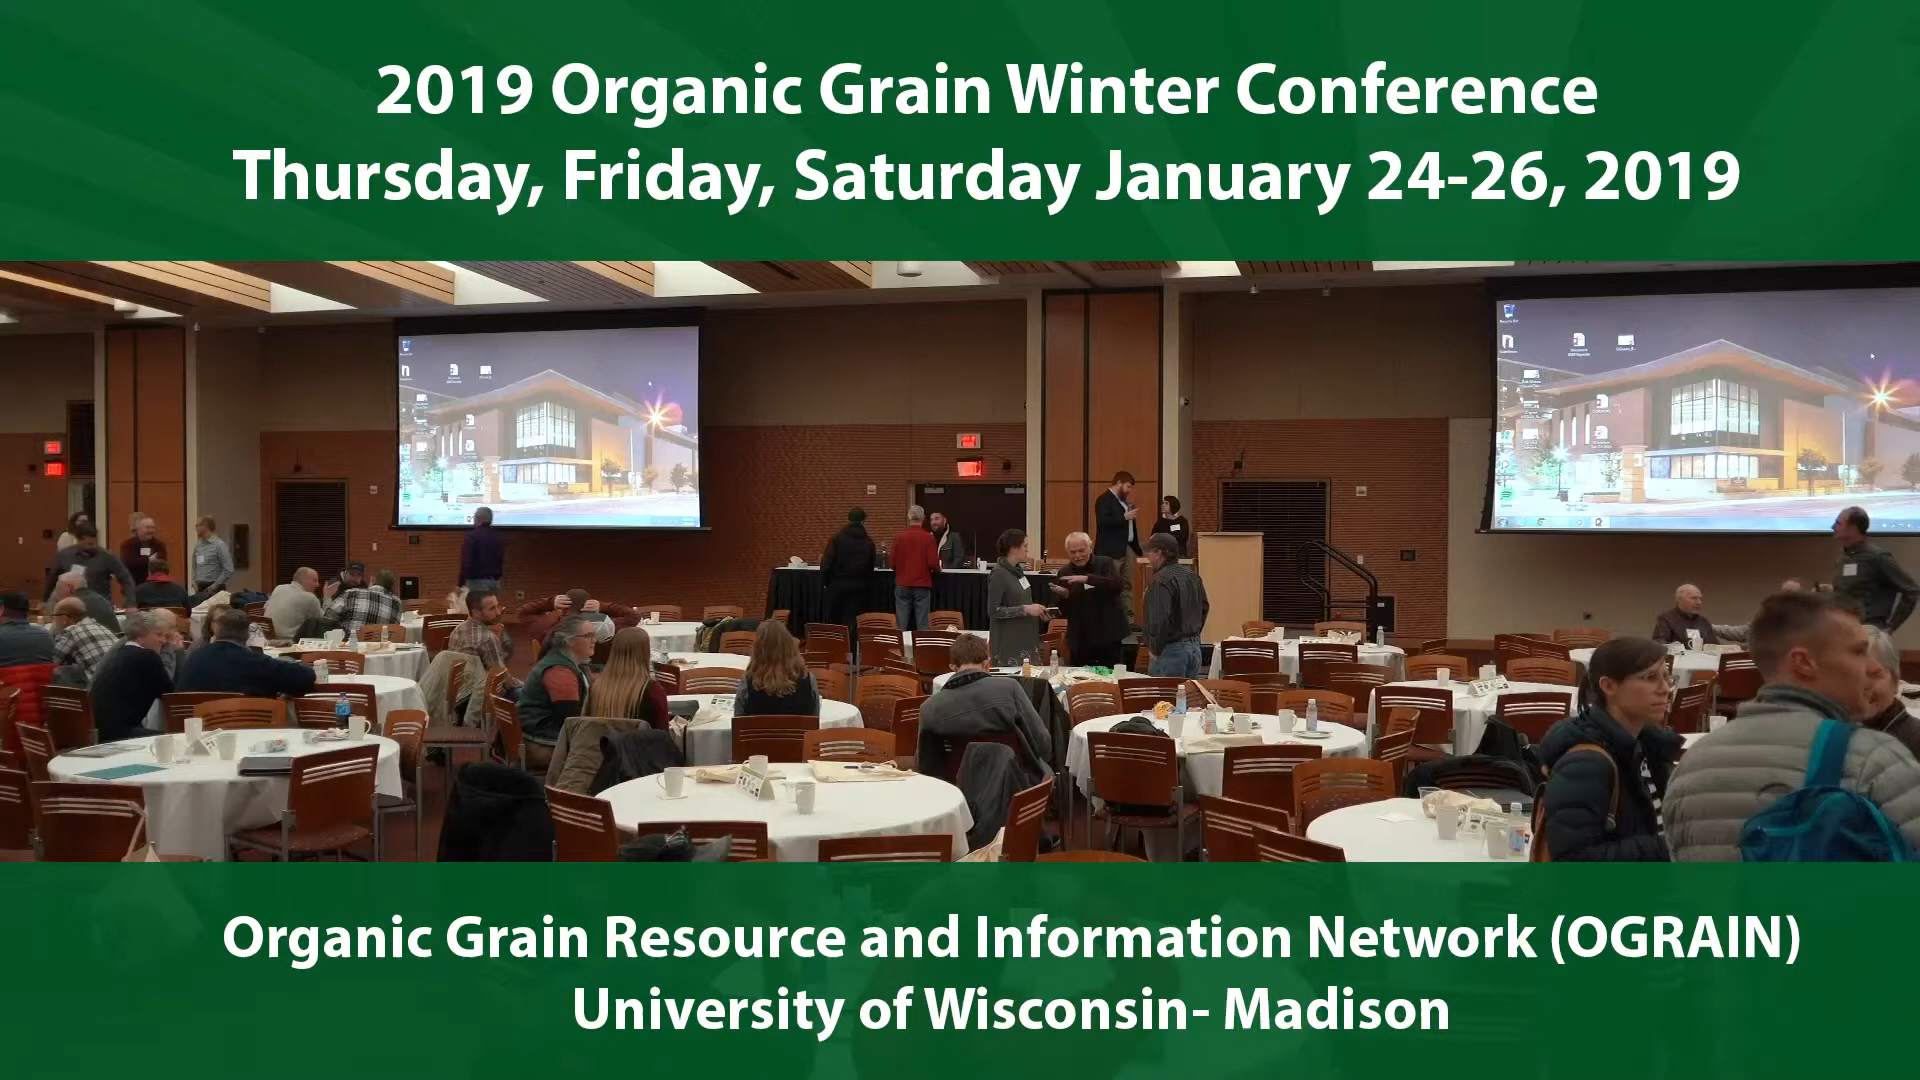 2019 Organic Grain Winter Conference
Thursday, Friday, Saturday January 24-26, 2019
Organic Grain Resource and Information Network (OGRAIN)
University of Wisconsin- Madison